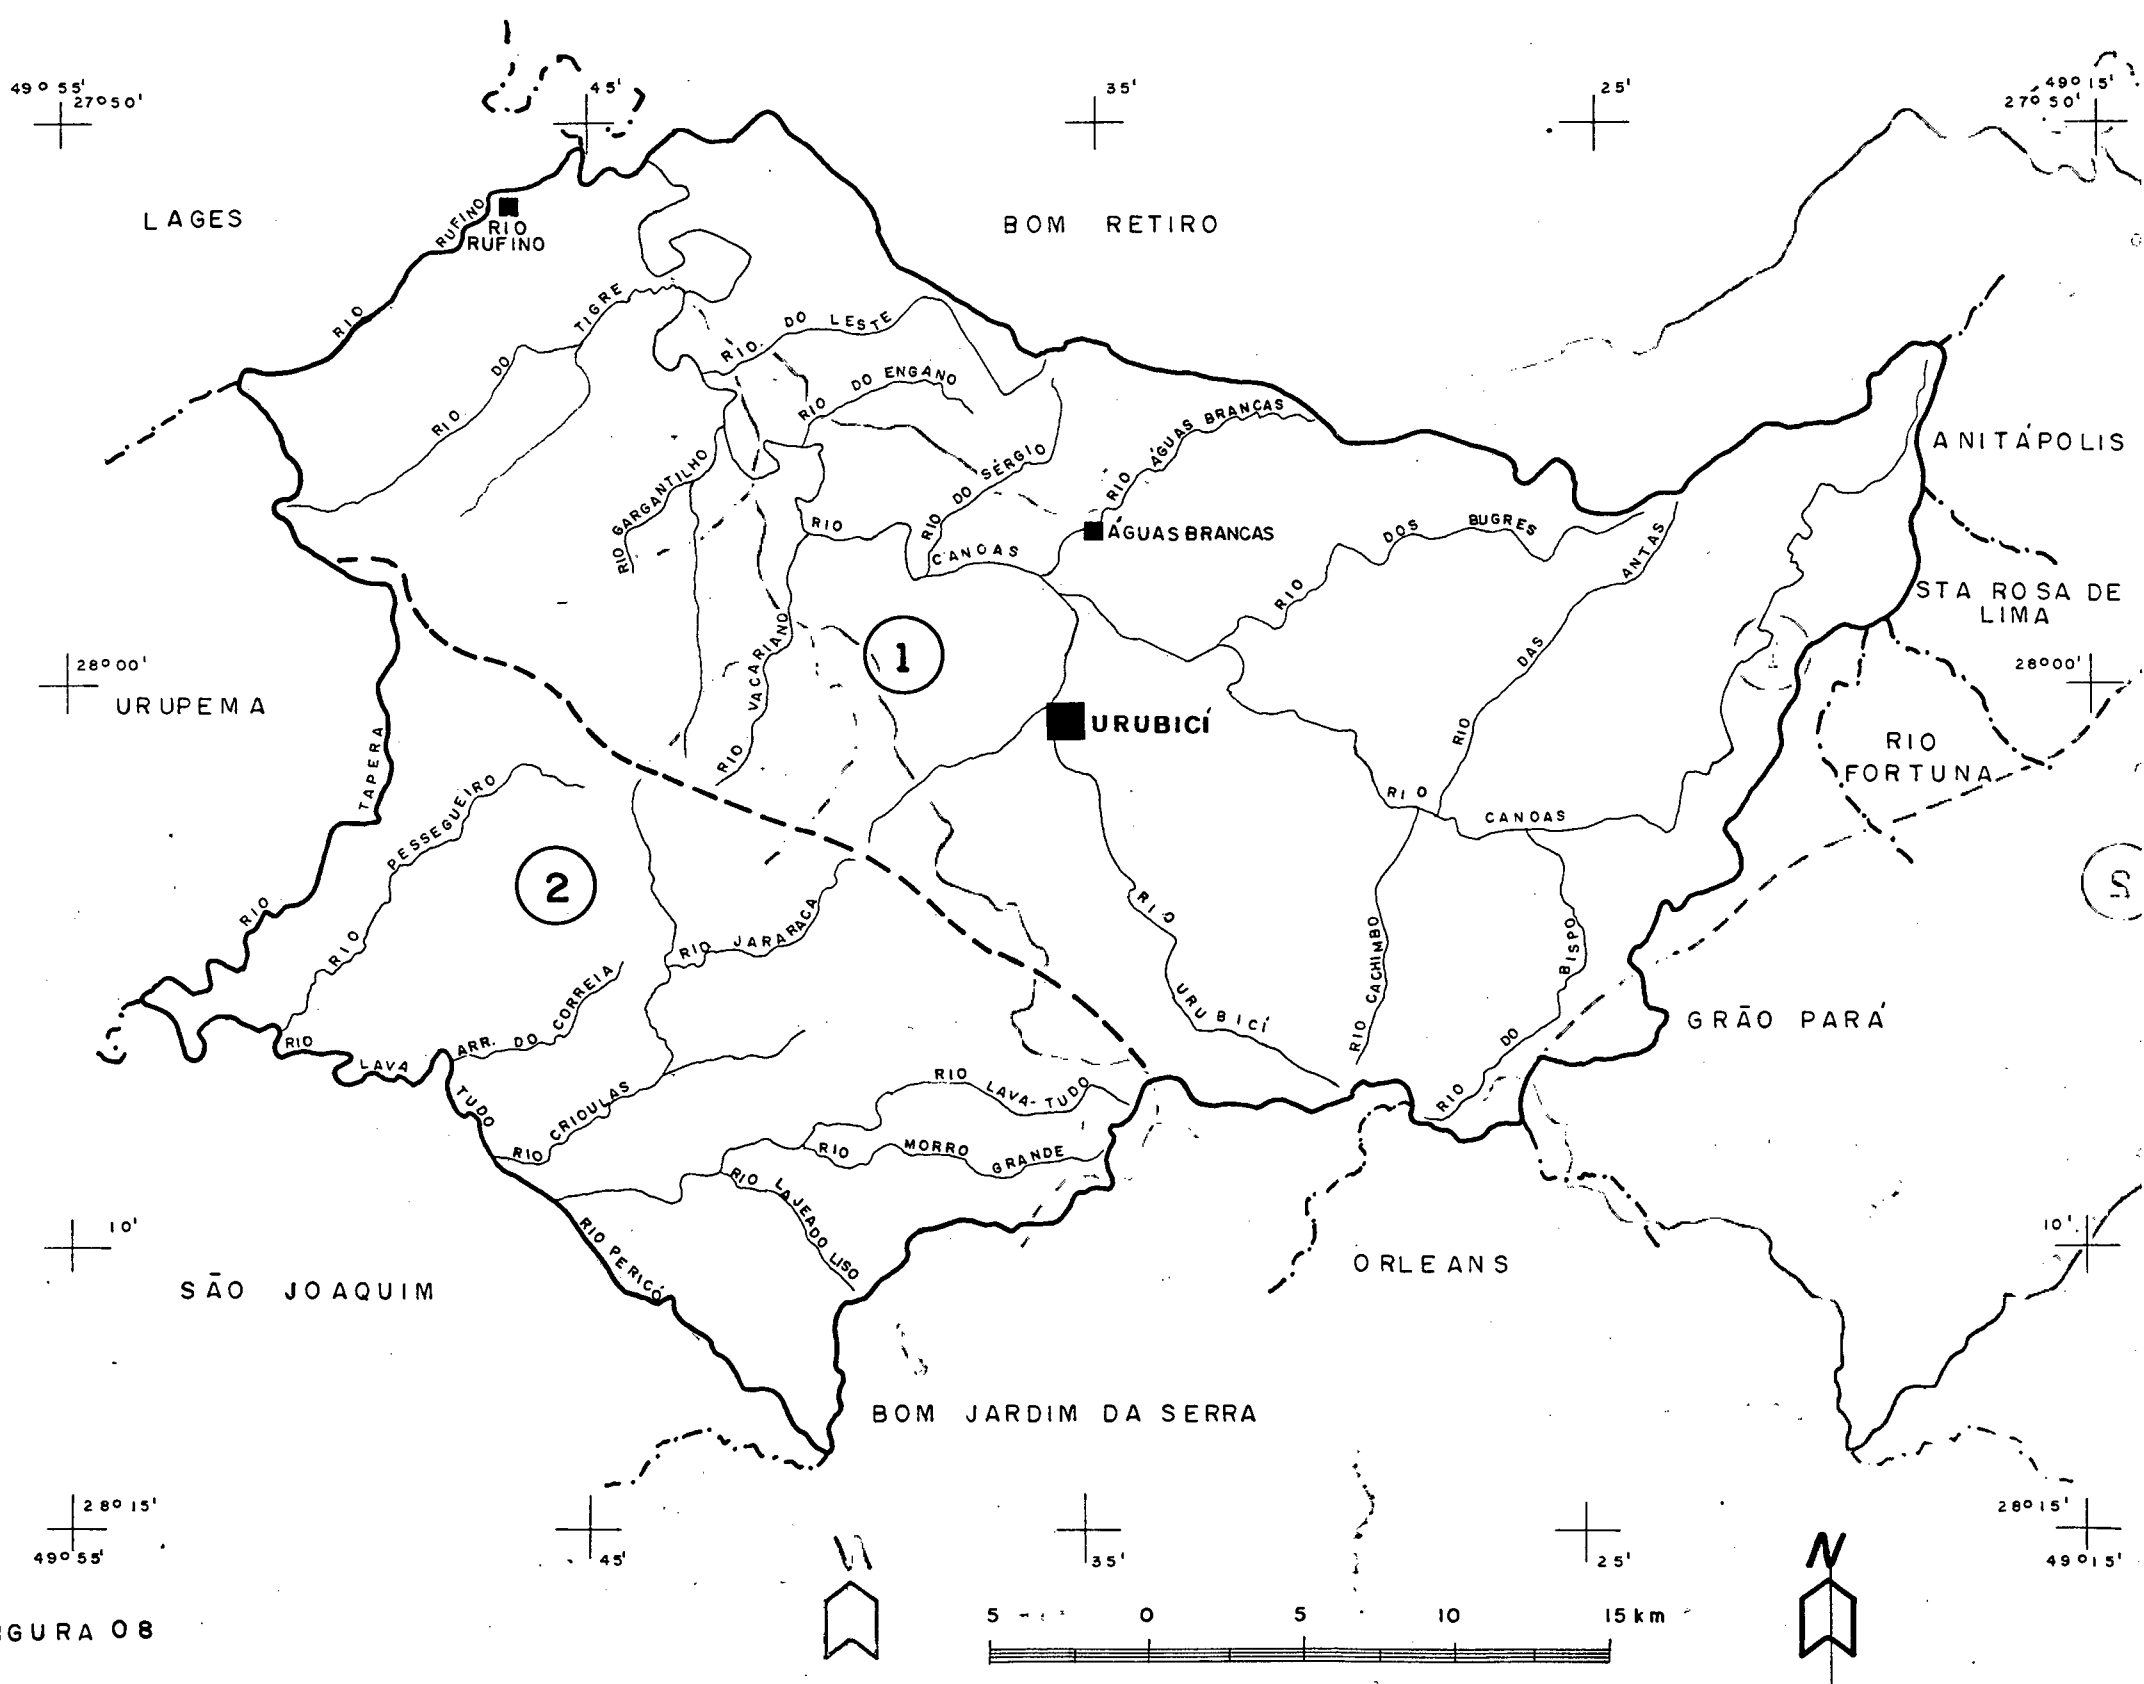 49° 55'
27° 50'
45'
35'
25'
49° 15'
27° 50'
LAGES
BOM RETIRO
RIO RUFINO
RIO
RUFINO
RIO DO TIGRE
RIO DO LESTE
RIO DO ENGANO
RIO ÁGUAS BRANCAS
RIO GARGANTILHO
RIO DO SÉRGIO
ANITÁPOLIS
RIO CANOAS
ÁGUAS BRANCAS
RIO DOS BUGRES
RIO DAS ANTAS
STA ROSA DE
LIMA
28° 00'
28° 00'
URUPEMA
RIO VACARIANO
1
URUBICÍ
RIO
FORTUNA
RIO TAPERA
RIO PESSEGUEIRO
RIO CANOAS
2
RIO JARARACA
RIO URUBICÍ
RIO CACHIMBO
RIO DO BISPO
GRÃO PARÁ
ARR. DO CORREIA
RIO LAVA TUDO
RIO CRIOULAS
RIO LAVA-TUDO
RIO MORRO GRANDE
RIO LAJEADO LISO
RIO PERICÓ
10'
10'
SÃO JOAQUIM
ORLEANS
BOM JARDIM DA SERRA
28° 15'
49° 55'
45'
35'
25'
28° 15'
49° 15'
N
5 0 5 10 15 km
GURA 08